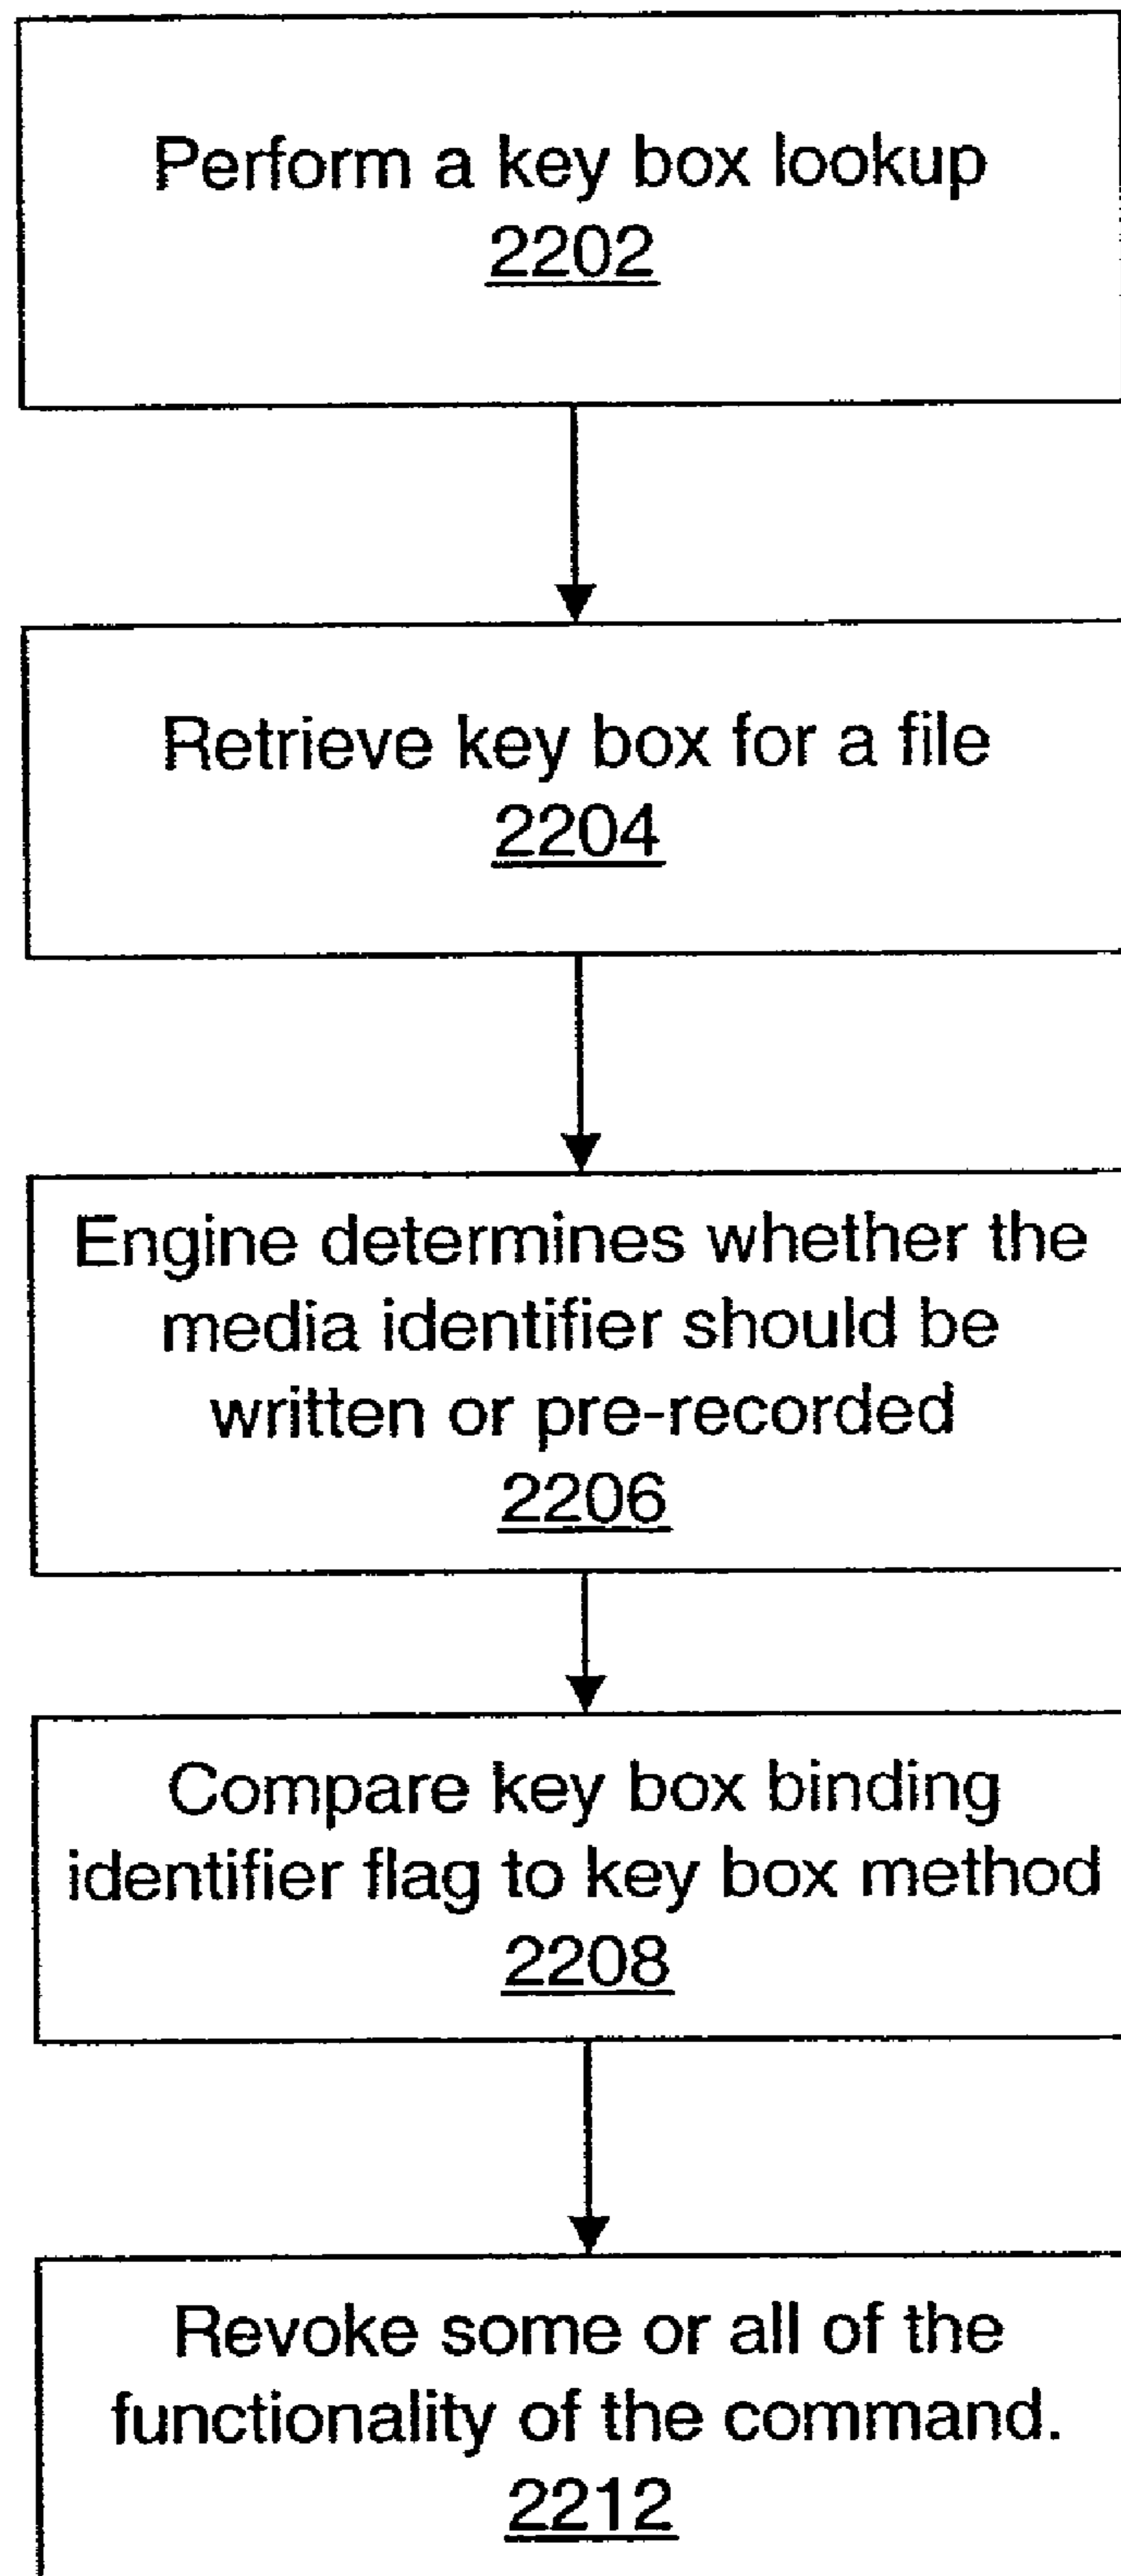 Perform a key box lookup
2202
Retrieve key box for a file
2204
Engine determines whether the
media identifier should be
written or pre-recorded
2206
Compare key box binding
identifier flag to key box method
2208
Revoke some or all of the
functionality of the command.
2212